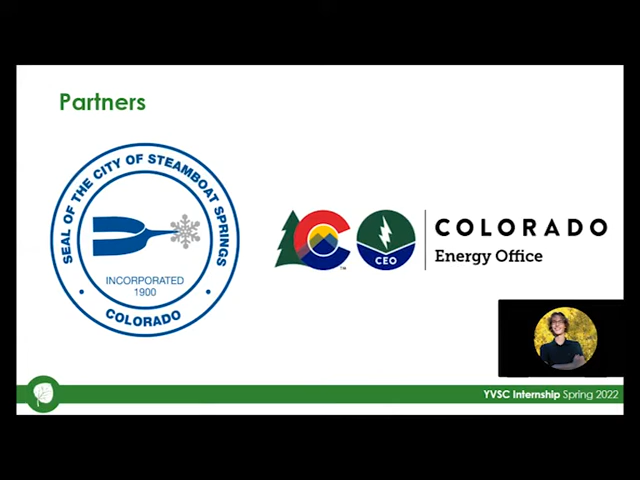 Partners
SEAL OF THE CITY OF STEAMBOAT SPRINGS
INCORPORATED
1900
COLORADO
C
TM
CEO
COLORADO
Energy Office
YVSC Internship Spring 2022